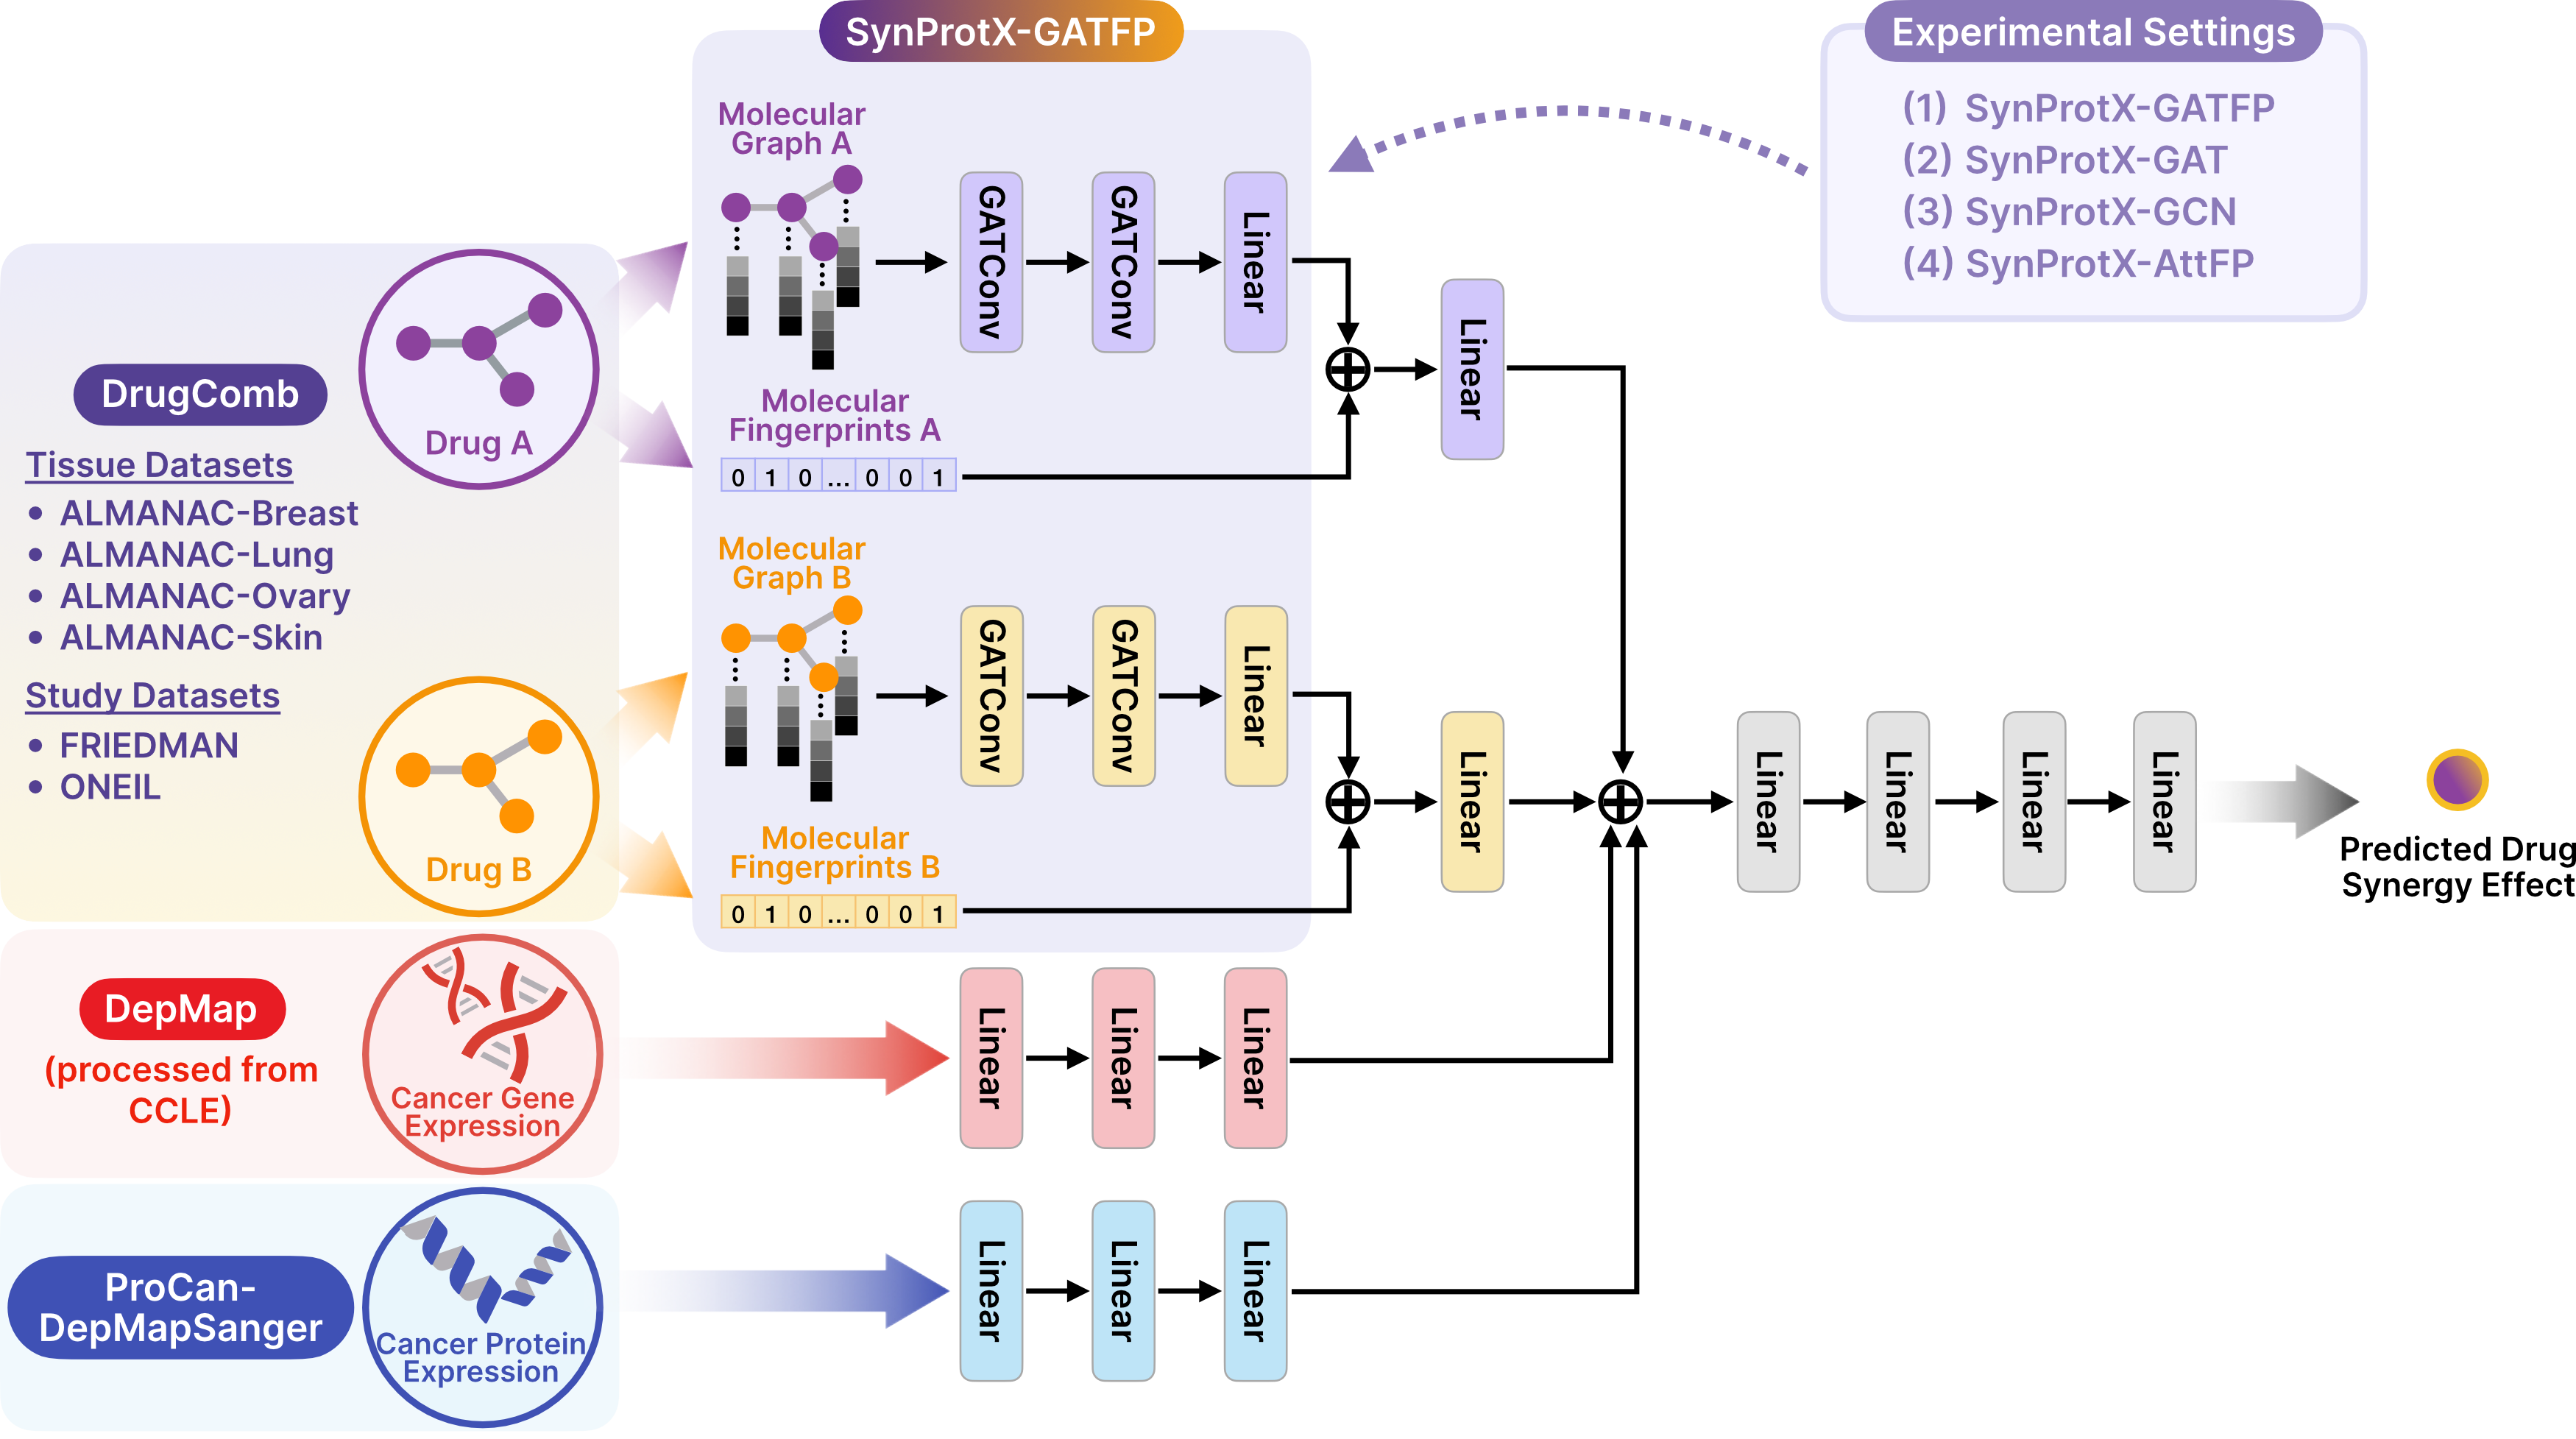 SynProtX-GATFP
Experimental Settings
(1) SynProtX-GATFP
(2) SynProtX-GAT
(3) SynProtX-GCN
(4) SynProtX-AttFP
DrugComb
Tissue Datasets
• ALMANAC-Breast
• ALMANAC-Lung
• ALMANAC-Ovary
• ALMANAC-Skin
Study Datasets
• FRIEDMAN
• ONEIL
Drug A
Drug B
Molecular
Graph A
GATConv
GATConv
Linear
Molecular
Fingerprints A
0 1 0 ... 0 0 1
Linear
Molecular
Graph B
GATConv
GATConv
Linear
Molecular
Fingerprints B
0 1 0 ... 0 0 1
Linear
Linear
Linear
Linear
Linear
Predicted Drug
Synergy Effect
DepMap
(processed from
CCLE)
Cancer Gene
Expression
Linear
Linear
Linear
ProCan-
DepMapSanger
Cancer Protein
Expression
Linear
Linear
Linear